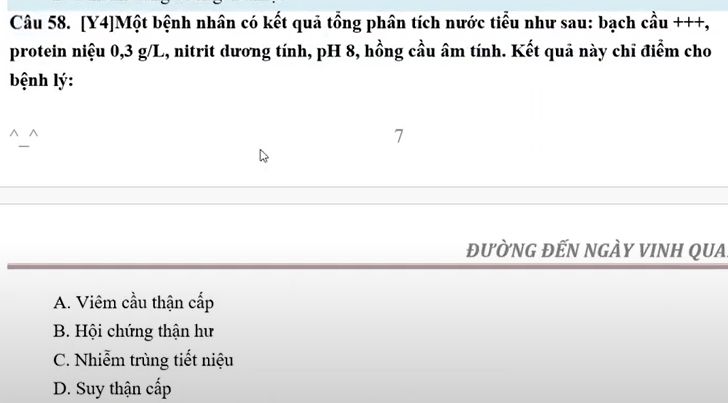 Câu 58. [Y4]Một bệnh nhân có kết quả tổng phân tích nước tiểu như sau: bạch cầu +++,
protein niệu 0,3 g/L, nitrit dương tính, pH 8, hồng cầu âm tính. Kết quả này chỉ điểm cho
bệnh lý:
^_^ 7
ĐƯỜNG ĐẾN NGÀY VINH QUA
A. Viêm cầu thận cấp
B. Hội chứng thận hư
C. Nhiễm trùng tiết niệu
D. Suy thận cấp